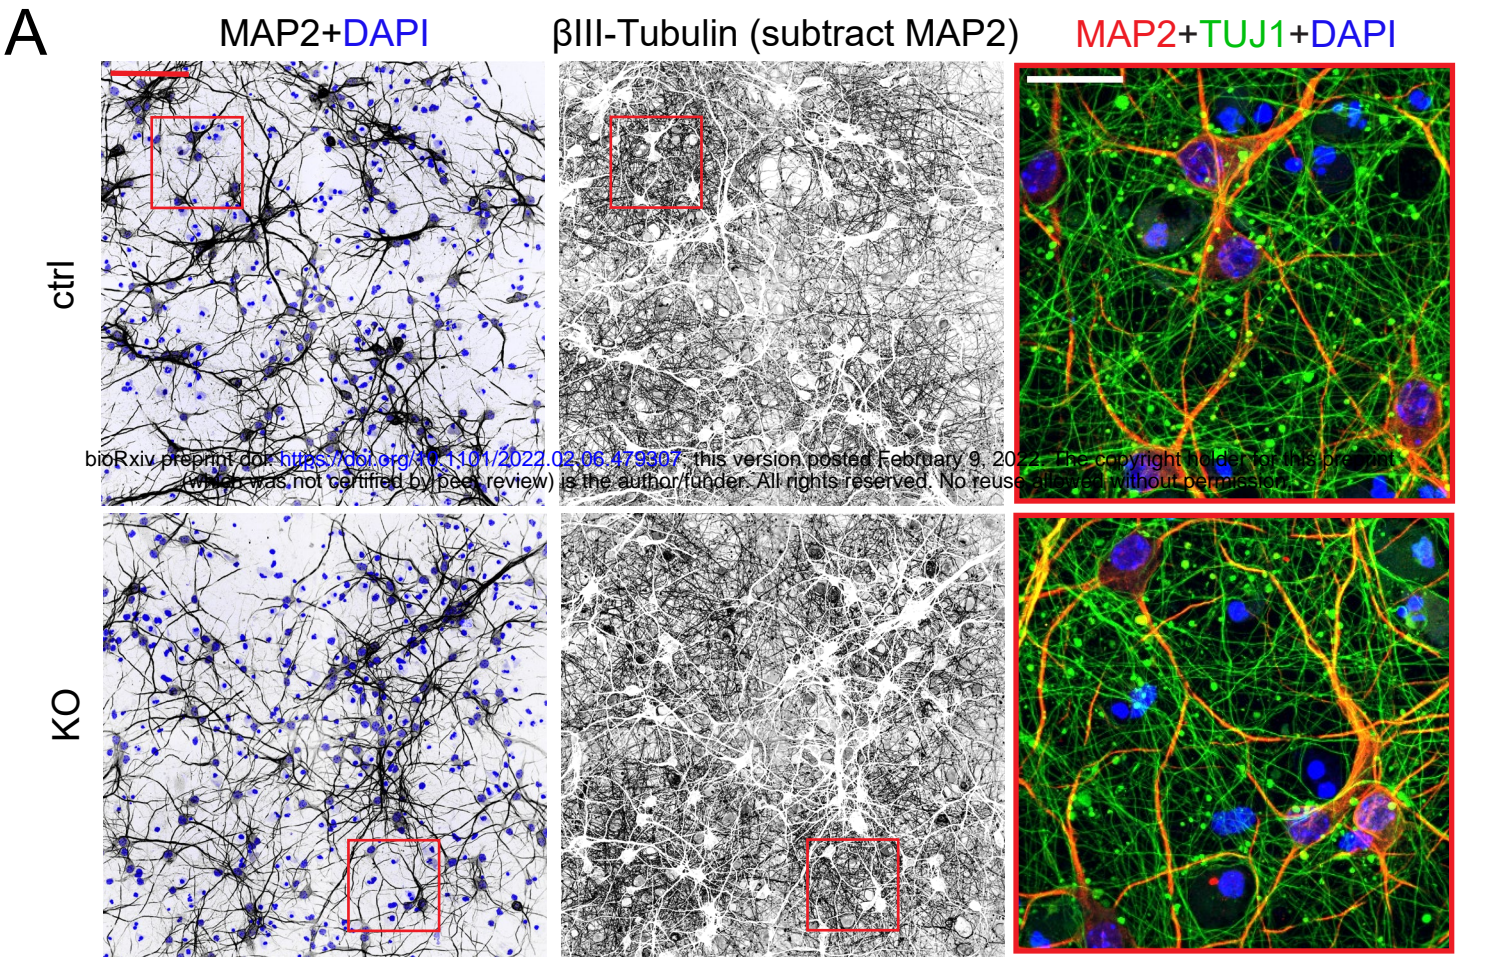 A
MAP2+DAPI
βIII-Tubulin (subtract MAP2)
MAP2+TUJ1+DAPI
ctrl
bioRxiv preprint doi: https://doi.org/10.1101/2022.02.06.479307; this version posted February 9, 2022. The copyright holder for this preprint
(which was not certified by peer review) is the author/funder. All rights reserved. No reuse allowed without permission.
KO